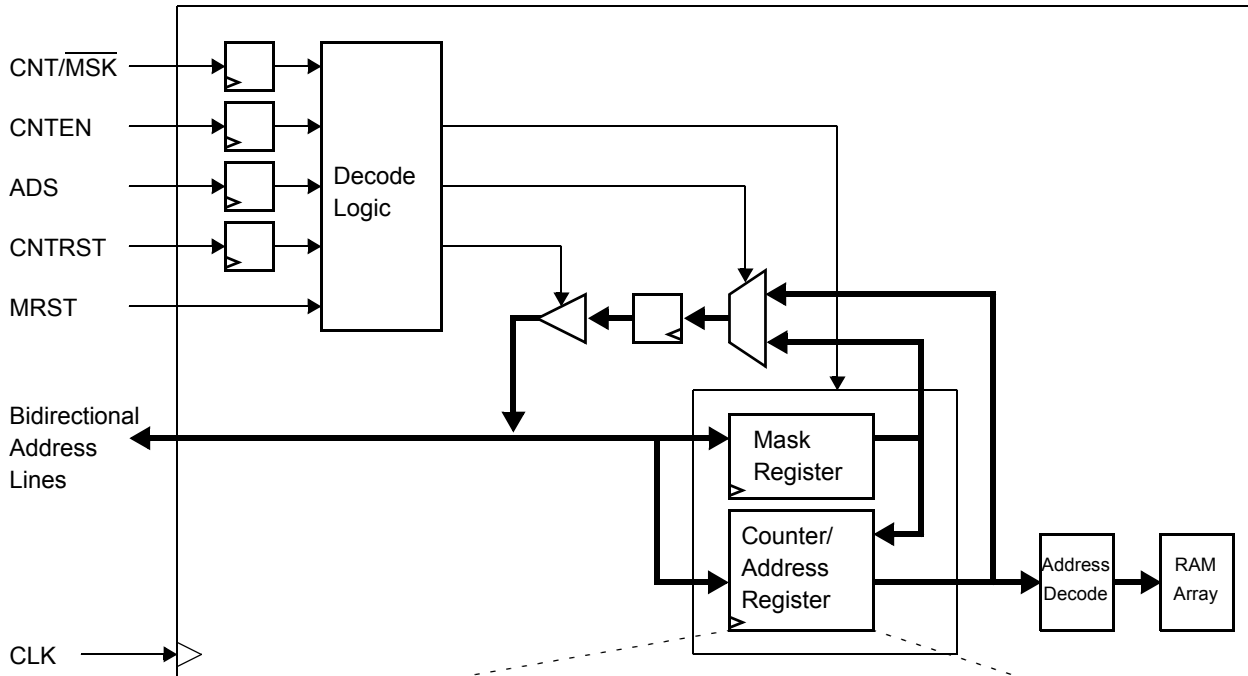 CNT/M̅S̅K̅
CNTEN
ADS
CNTRST
MRST
Decode
Logic
Bidirectional
Address
Lines
Mask
Register
Counter/
Address
Register
Address
Decode
RAM
Array
CLK